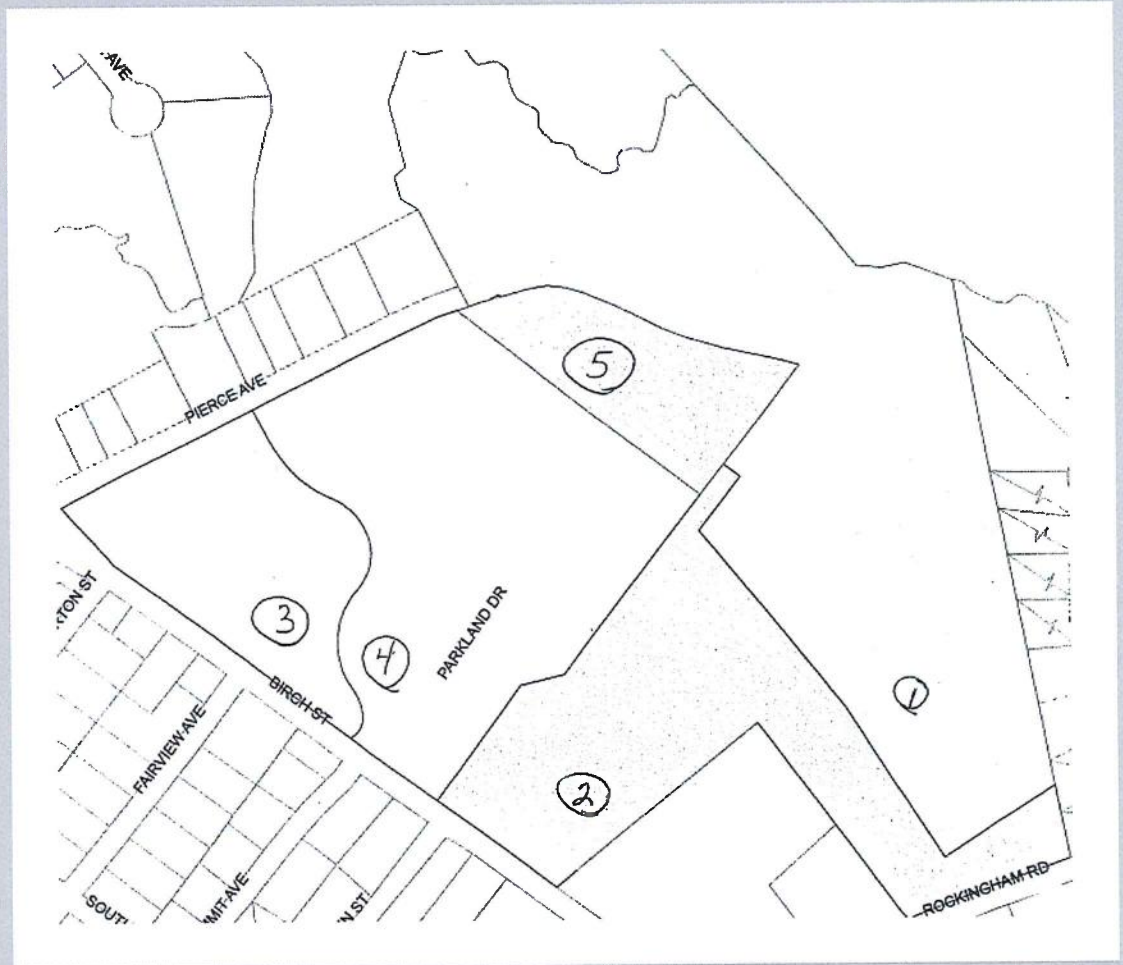 .AVE
PIERCE AVE
5
3
4
PARKLAND DR
1
2
BIRCH ST
FAIRVIEW AVE
ROCKINGHAM RD